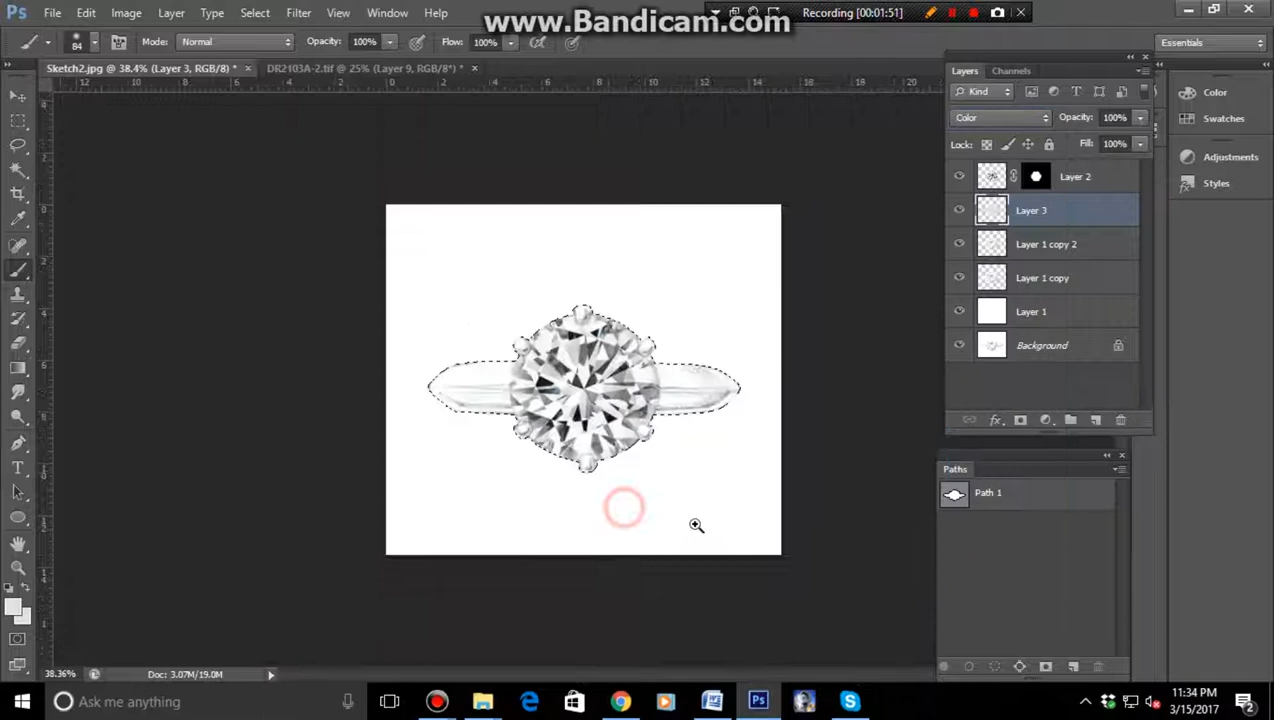 Ps File Edit Image Layer Type Select Filter 3D View Window Help
www.Bandicam.com
Recording [00:01:51]
84 Mode: Normal Opacity: 100% Flow: 100% Essentials
Sketch2.jpg @ 38.4% (Layer 3, RGB/8) * × DR2103A-2.tif @ 25% (Layer 9, RGB/8*) * ×
Layers Channels
Kind
Color Opacity: 100%
Lock: Fill: 100%
Layer 2
Layer 3
Layer 1 copy 2
Layer 1 copy
Layer 1
Background
Color
Swatches
Adjustments
Styles
Paths
Path 1
38.36% Doc: 3.07M/19.0M
Ask me anything
11:34 PM
3/15/2017
2